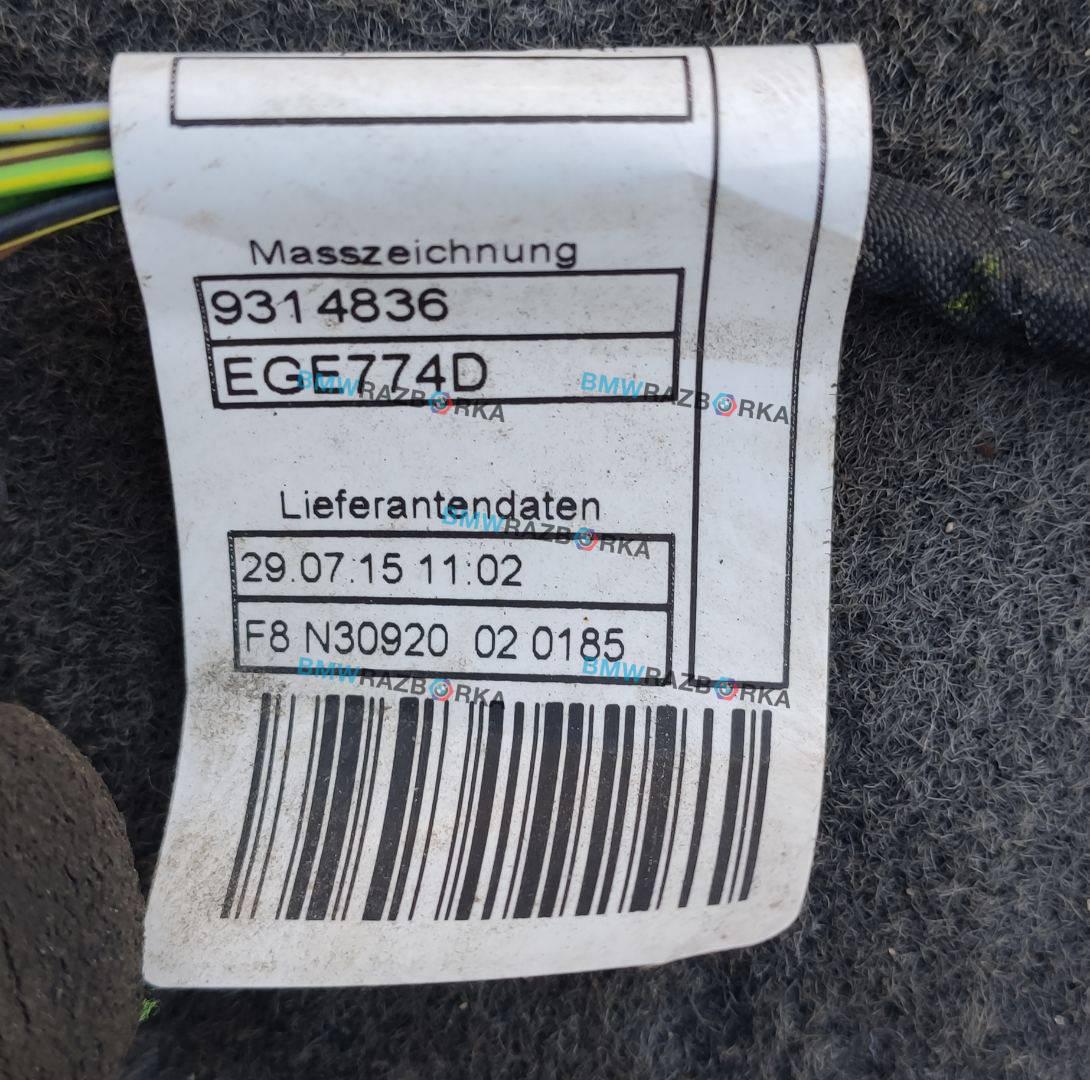 Masszeichnung
9314836
EGE774D
BMWRAZBORKA BMWRAZBORKA
Lieferantendaten
BMWRAZBORKA
29.07.15 11:02
F8 N30920 02 0185
BMWRAZBORKA BMWRAZBORKA